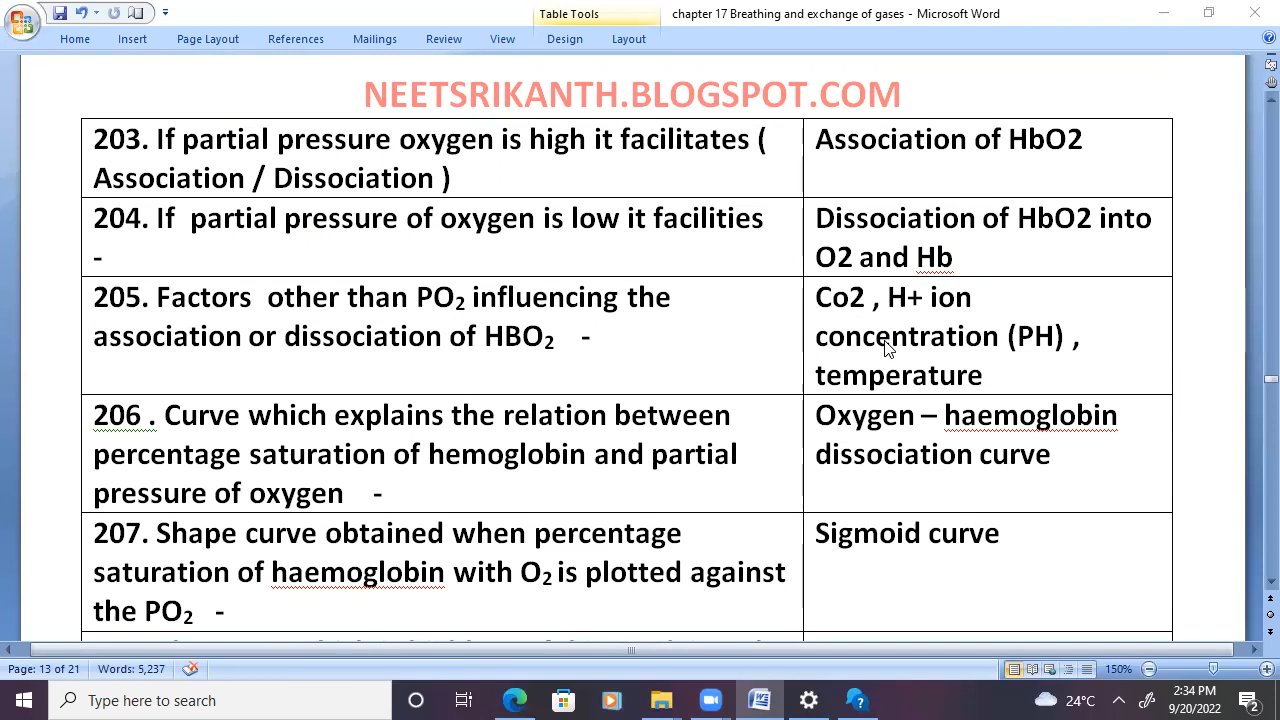 Table Tools
chapter 17 Breathing and exchange of gases - Microsoft Word
Home Insert Page Layout References Mailings Review View Design Layout
NEETSRIKANTH.BLOGSPOT.COM
203. If partial pressure oxygen is high it facilitates (
Association / Dissociation )
Association of HbO2
204. If partial pressure of oxygen is low it facilities
-
Dissociation of HbO2 into
O2 and Hb
205. Factors other than PO₂ influencing the
association or dissociation of HBO₂ -
Co2 , H+ ion
concentration (PH) ,
temperature
206 . Curve which explains the relation between
percentage saturation of hemoglobin and partial
pressure of oxygen -
Oxygen – haemoglobin
dissociation curve
207. Shape curve obtained when percentage
saturation of haemoglobin with O₂ is plotted against
the PO₂ -
Sigmoid curve
Page: 13 of 21 Words: 5,237 150%
Type here to search 24°C 2:34 PM
9/20/2022 2